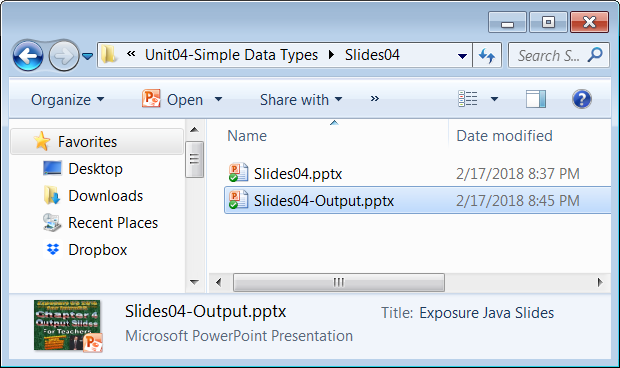 « Unit04-Simple Data Types ▸ Slides04
Search S...
Organize Open Share with »
Favorites
Desktop
Downloads
Recent Places
Dropbox
Name Date modified
Slides04.pptx 2/17/2018 8:37 PM
Slides04-Output.pptx 2/17/2018 8:45 PM
Chapter 4
Output Slides
For Teachers
Slides04-Output.pptx Title: Exposure Java Slides
Microsoft PowerPoint Presentation